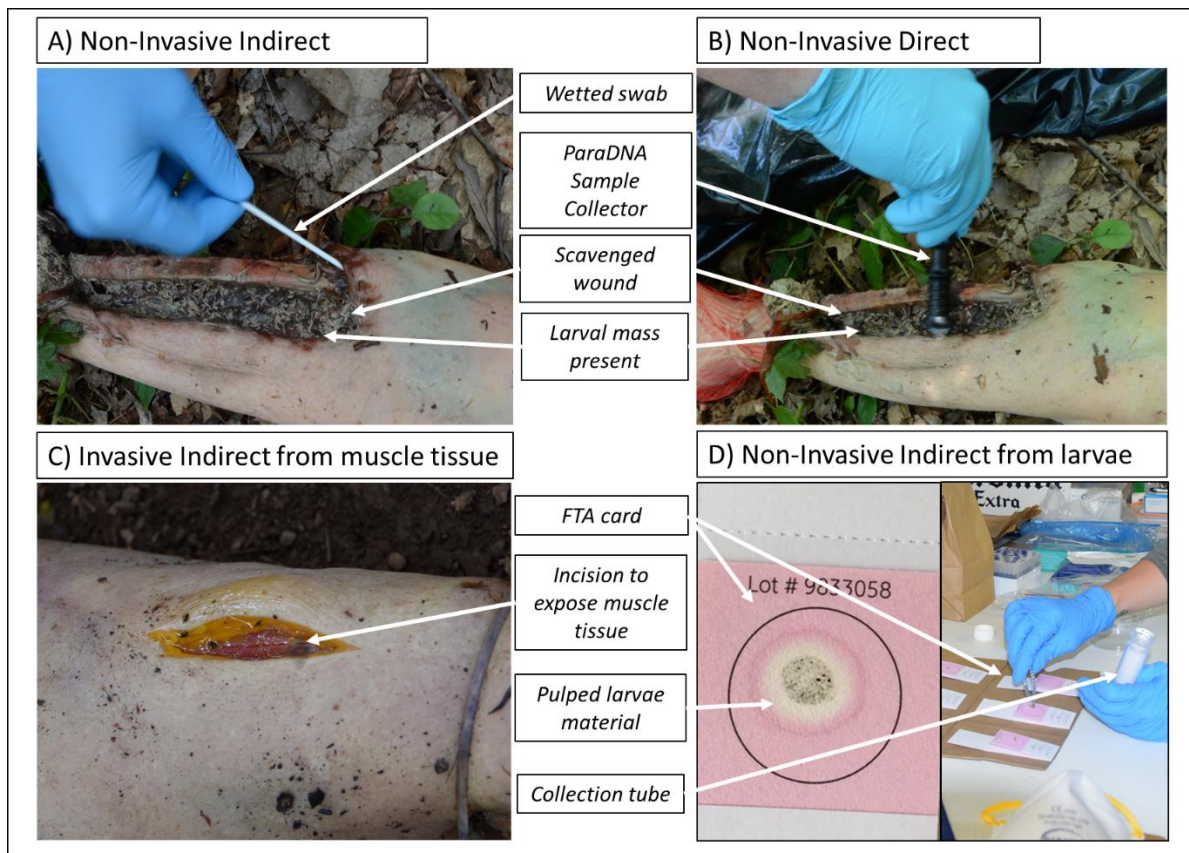 A) Non-Invasive Indirect
B) Non-Invasive Direct
Wetted swab
ParaDNA
Sample
Collector
Scavenged
wound
Larval mass
present
C) Invasive Indirect from muscle tissue
D) Non-Invasive Indirect from larvae
FTA card
Incision to
expose muscle
tissue
Pulped larvae
material
Collection tube
Lot # 9833058
Extra